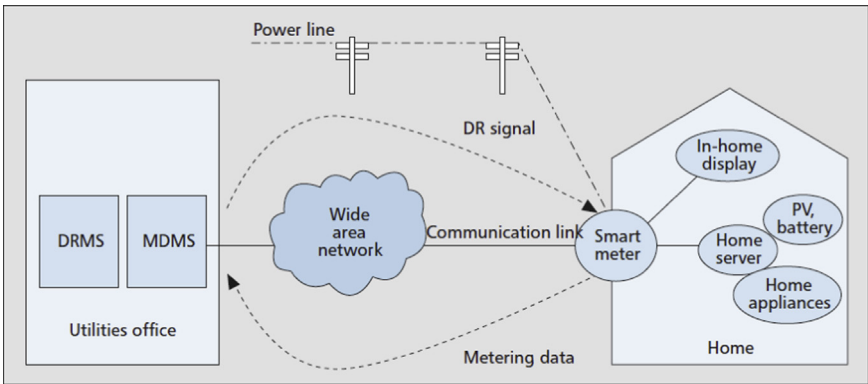 Power line
DR signal
In-home
display
PV,
battery
DRMS
MDMS
Wide
area
network
Communication link
Smart
meter
Home
server
Home
appliances
Utilities office
Metering data
Home